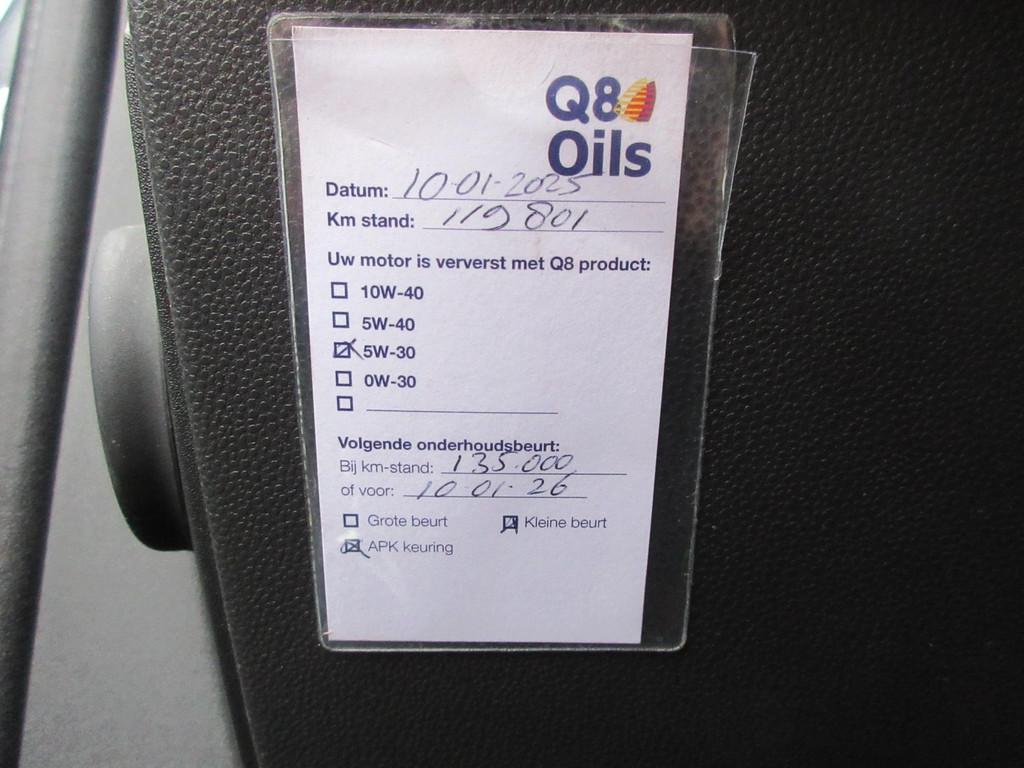 Q8
Oils
Datum: 10-01-2025
Km stand: 119 801
Uw motor is ververst met Q8 product:
10W-40
5W-40
5W-30
0W-30
Volgende onderhoudsbeurt:
Bij km-stand: 135.000
of voor: 10-01-26
Grote beurt Kleine beurt
APK keuring